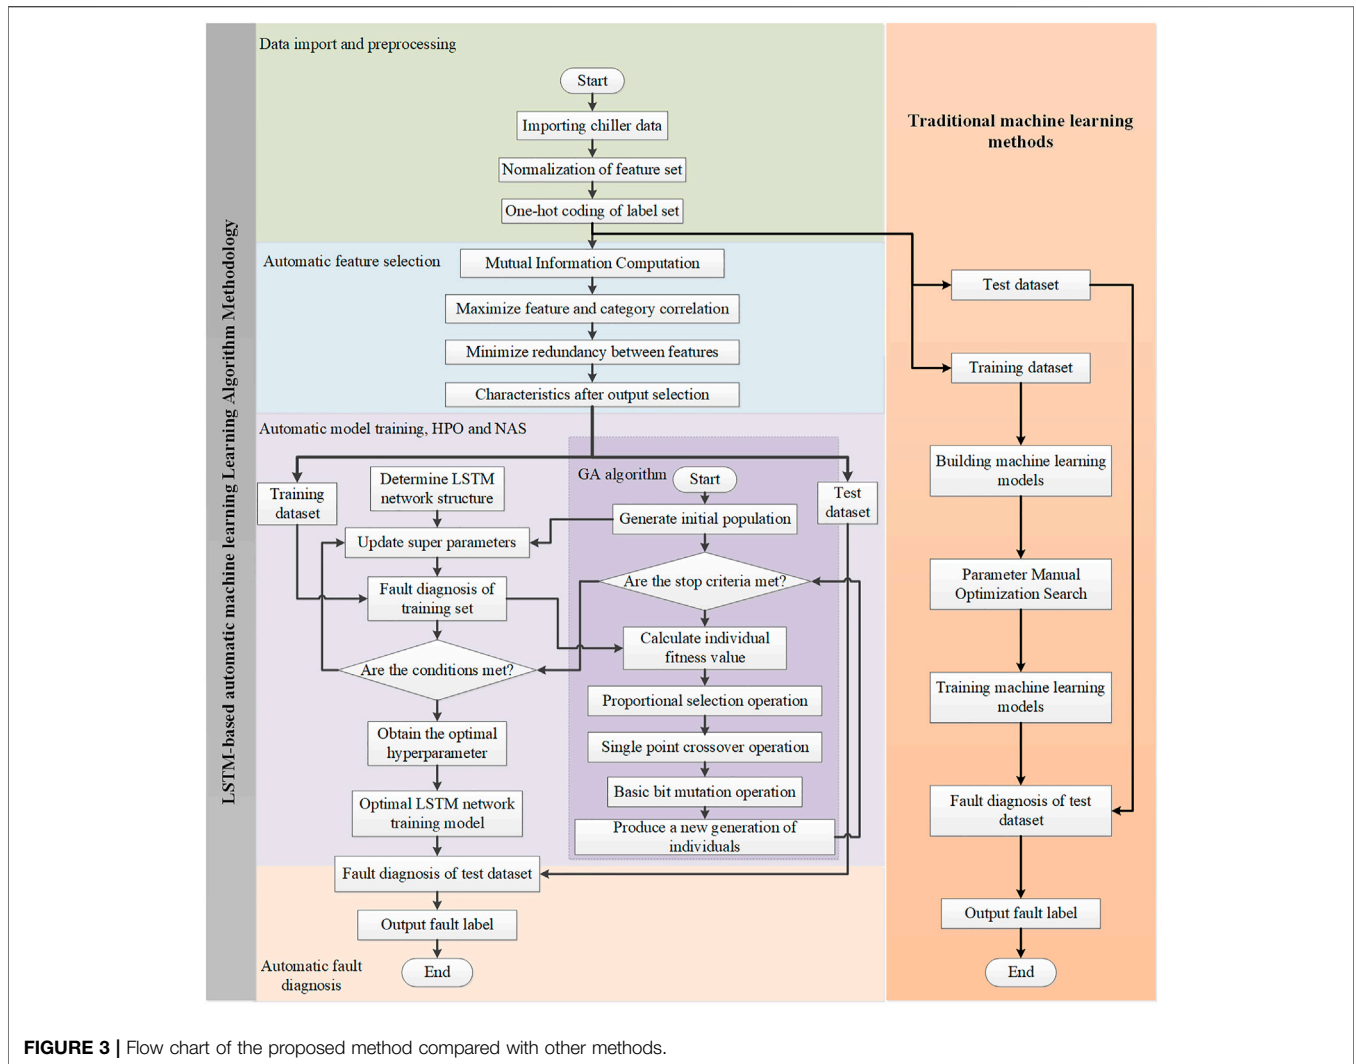 Data import and preprocessing
Start
Importing chiller data
Normalization of feature set
One-hot coding of label set
LSTM-based automatic machine learning Learning Algorithm Methodology
Automatic feature selection
Mutual Information Computation
Maximize feature and category correlation
Minimize redundancy between features
Characteristics after output selection
Automatic model training, HPO and NAS
Training
dataset
Determine LSTM
network structure
Update super parameters
Fault diagnosis of
training set
Are the conditions met?
Obtain the optimal
hyperparameter
Optimal LSTM network
training model
GA algorithm
Start
Generate initial population
Are the stop criteria met?
Calculate individual
fitness value
Proportional selection operation
Single point crossover operation
Basic bit mutation operation
Produce a new generation of
individuals
Test
dataset
Fault diagnosis of test dataset
Output fault label
End
Automatic fault
diagnosis
Traditional machine learning
methods
Test dataset
Training dataset
Building machine learning
models
Parameter Manual
Optimization Search
Training machine learning
models
Fault diagnosis of test
dataset
Output fault label
End
FIGURE 3 | Flow chart of the proposed method compared with other methods.